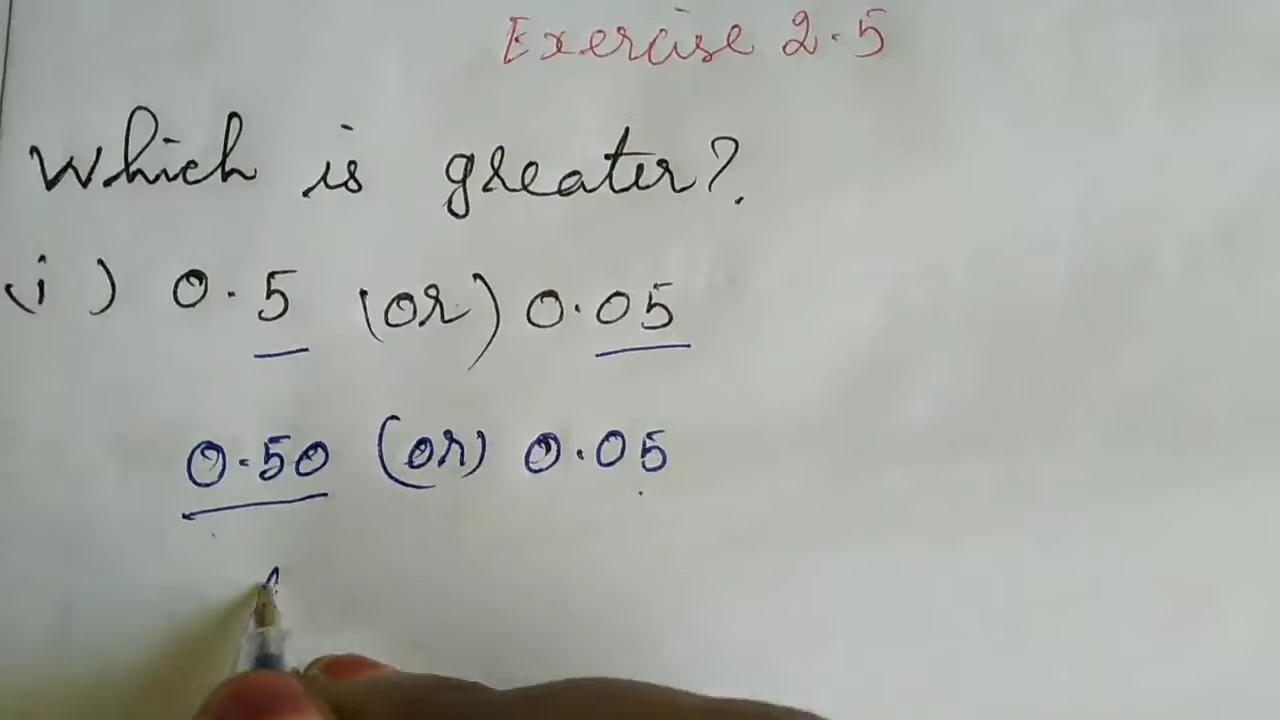 Exercise 2.5
Which is greater?
(i) 0.5 (or) 0.05
0.50 (or) 0.05